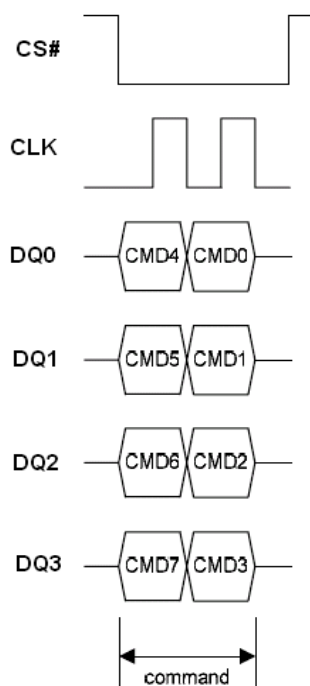 CS#
CLK
DQ0 CMD4 CMD0
DQ1 CMD5 CMD1
DQ2 CMD6 CMD2
DQ3 CMD7 CMD3
command